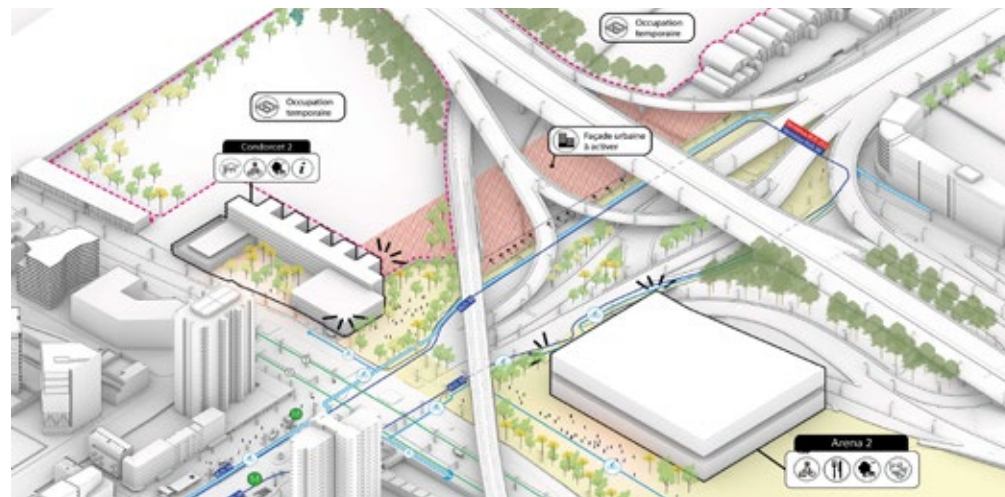 Occupation
temporaire
Occupation
temporaire
Façade urbaine
à activer
Condorcet 2
i
Arena 2